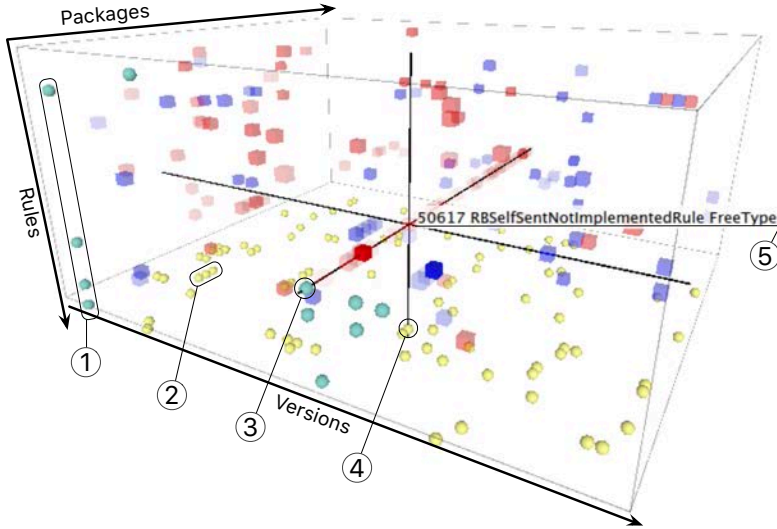 Packages
Rules
50617 RBSelfSentNotImplementedRule FreeType
5
1
2
3
Versions
4